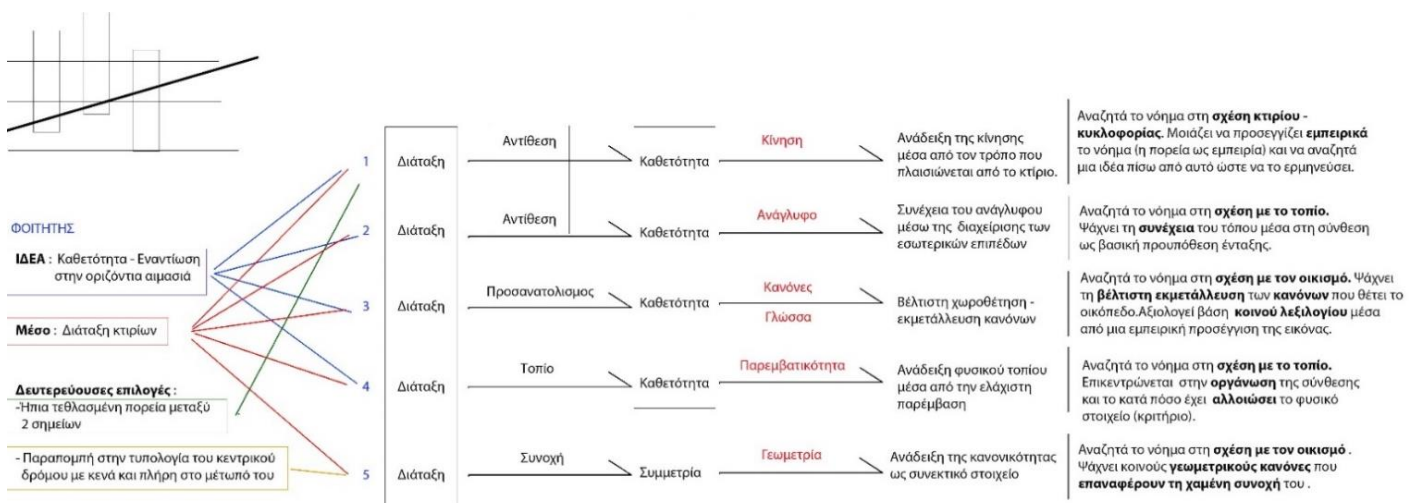 ΦΟΙΤΗΤΗΣ
ΙΔΕΑ : Καθετότητα - Εναντίωση
στην οριζόντια αιμασιά
Μέσο : Διάταξη κτιρίων
Δευτερεύουσες επιλογές :
-Ήπια τεθλασμένη πορεία μεταξύ
2 σημείων
- Παραπομπή στην τυπολογία του κεντρικού
δρόμου με κενά και πλήρη στο μέτωπό του
1 Διάταξη Αντίθεση Καθετότητα Κίνηση
Ανάδειξη της κίνησης
μέσα από τον τρόπο που
πλαισιώνεται από το κτίριο.
Αναζητά το νόημα στη σχέση κτιρίου -
κυκλοφορίας. Μοιάζει να προσεγγίζει εμπειρικά
το νόημα (η πορεία ως εμπειρία) και να αναζητά
μια ιδέα πίσω από αυτό ώστε να το ερμηνεύσει.
2 Διάταξη Αντίθεση Καθετότητα Ανάγλυφο
Συνέχεια του ανάγλυφου
μέσω της διαχείρισης των
εσωτερικών επιπέδων
Αναζητά το νόημα στη σχέση με το τοπίο.
Ψάχνει τη συνέχεια του τόπου μέσα στη σύνθεση
ως βασική προυπόθεση ένταξης.
3 Διάταξη Προσανατολισμος Καθετότητα Κανόνες
Γλώσσα
Βέλτιστη χωροθέτηση -
εκμετάλλευση κανόνων
Αναζητά το νόημα στη σχέση με τον οικισμό. Ψάχνει
τη βέλτιστη εκμετάλλευση των κανόνων που θέτει το
οικόπεδο.Αξιολογεί βάση κοινού λεξιλογίου μέσα
από μια εμπειρική προσέγγιση της εικόνας.
4 Διάταξη Τοπίο Καθετότητα Παρεμβατικότητα
Ανάδειξη φυσικού τοπίου
μέσα από την ελάχιστη
παρέμβαση
Αναζητά το νόημα στη σχέση με το τοπίο.
Επικεντρώνεται στην οργάνωση της σύνθεσης
και το κατά πόσο έχει αλλοιώσει το φυσικό
στοιχείο (κριτήριο).
5 Διάταξη Συνοχή Συμμετρία Γεωμετρία
Ανάδειξη της κανονικότητας
ως συνεκτικό στοιχείο
Αναζητά το νόημα στη σχέση με τον οικισμό .
Ψάχνει κοινούς γεωμετρικούς κανόνες που
επαναφέρουν τη χαμένη συνοχή του .